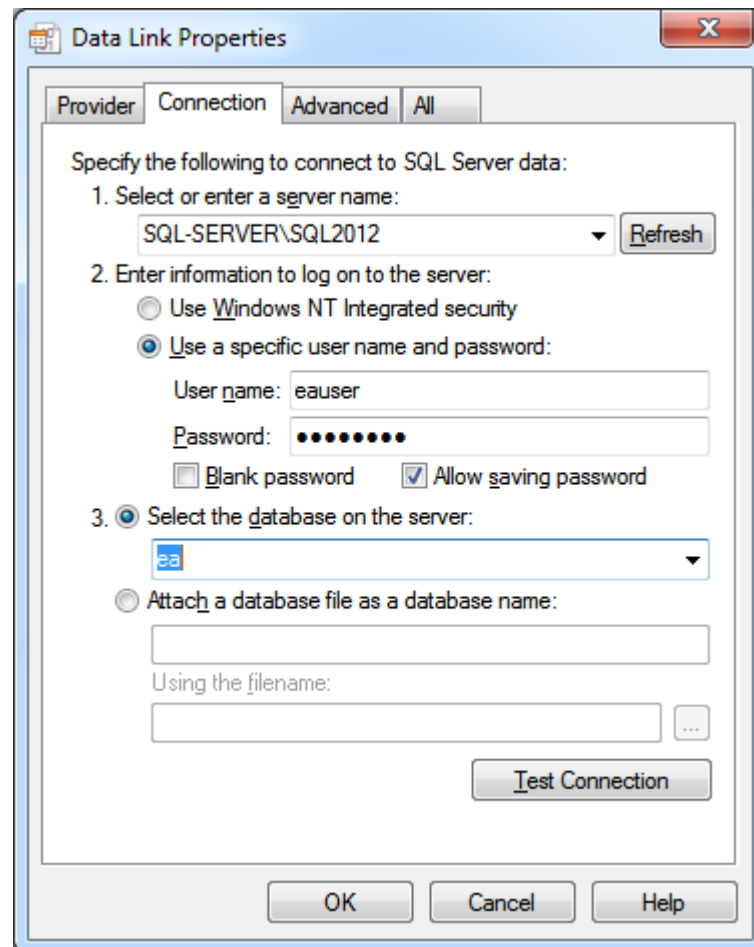 Data Link Properties
Provider Connection Advanced All
Specify the following to connect to SQL Server data:
1. Select or enter a server name:
SQL-SERVER\SQL2012 Refresh
2. Enter information to log on to the server:
Use Windows NT Integrated security
Use a specific user name and password:
User name: eauser
Password: ●●●●●●●●
Blank password Allow saving password
3. Select the database on the server:
ea
Attach a database file as a database name:
Using the filename:
...
Test Connection
OK Cancel Help